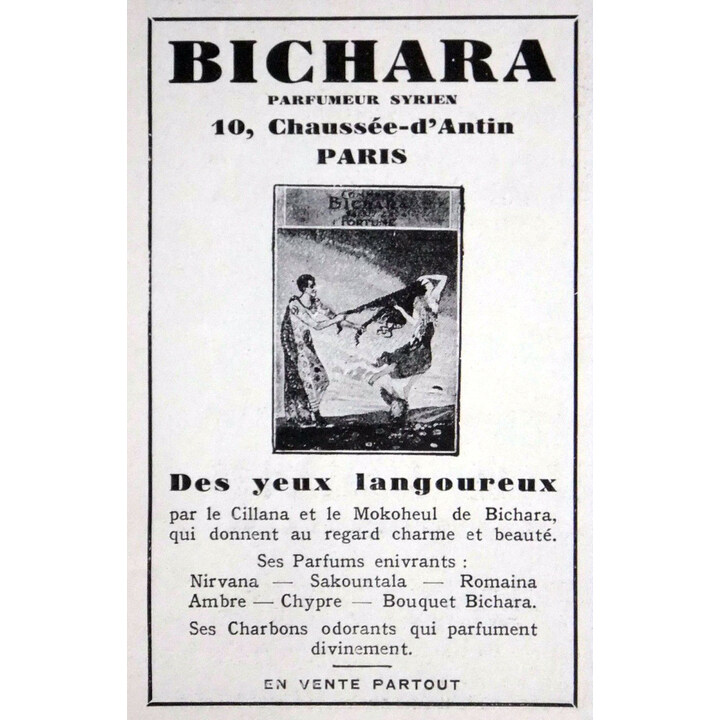 BICHARA
PARFUMEUR SYRIEN
10, Chaussée-d'Antin
PARIS
BICHARA
FORTUNE
Des yeux langoureux
par le Cillana et le Mokoheul de Bichara,
qui donnent au regard charme et beauté.
Ses Parfums enivrants :
Nirvana — Sakountala — Romaina
Ambre — Chypre — Bouquet Bichara.
Ses Charbons odorants qui parfument
divinement.
EN VENTE PARTOUT